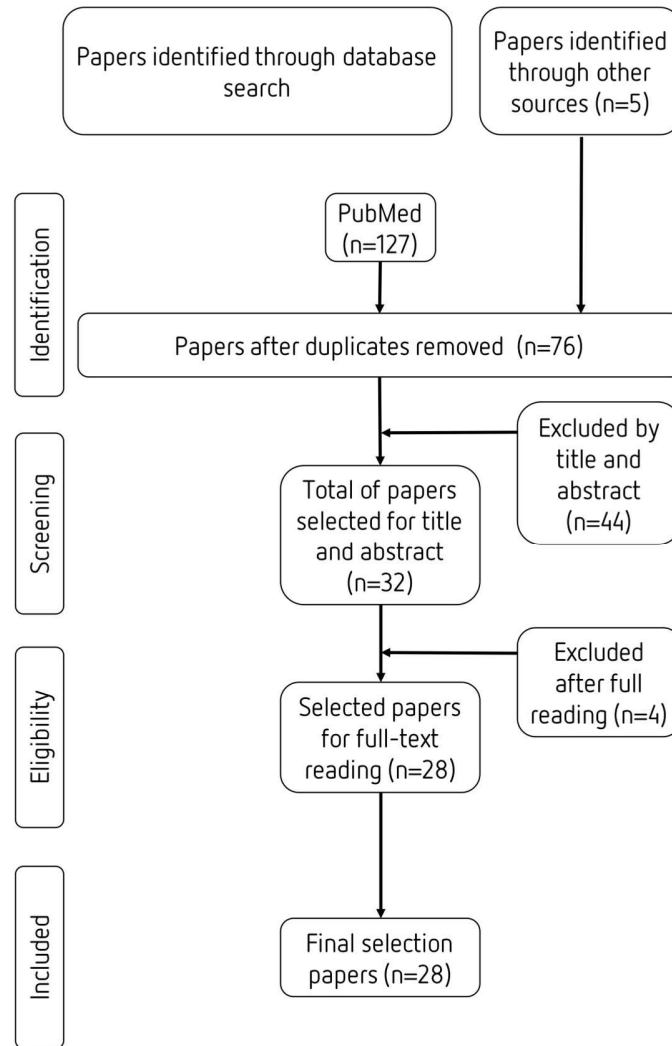 Papers identified through database
search
Papers identified
through other
sources (n=5)
Identification
PubMed
(n=127)
Papers after duplicates removed (n=76)
Screening
Excluded by
title and
abstract
(n=44)
Total of papers
selected for title
and abstract
(n=32)
Eligibility
Excluded
after full
reading (n=4)
Selected papers
for full-text
reading (n=28)
Included
Final selection
papers (n=28)